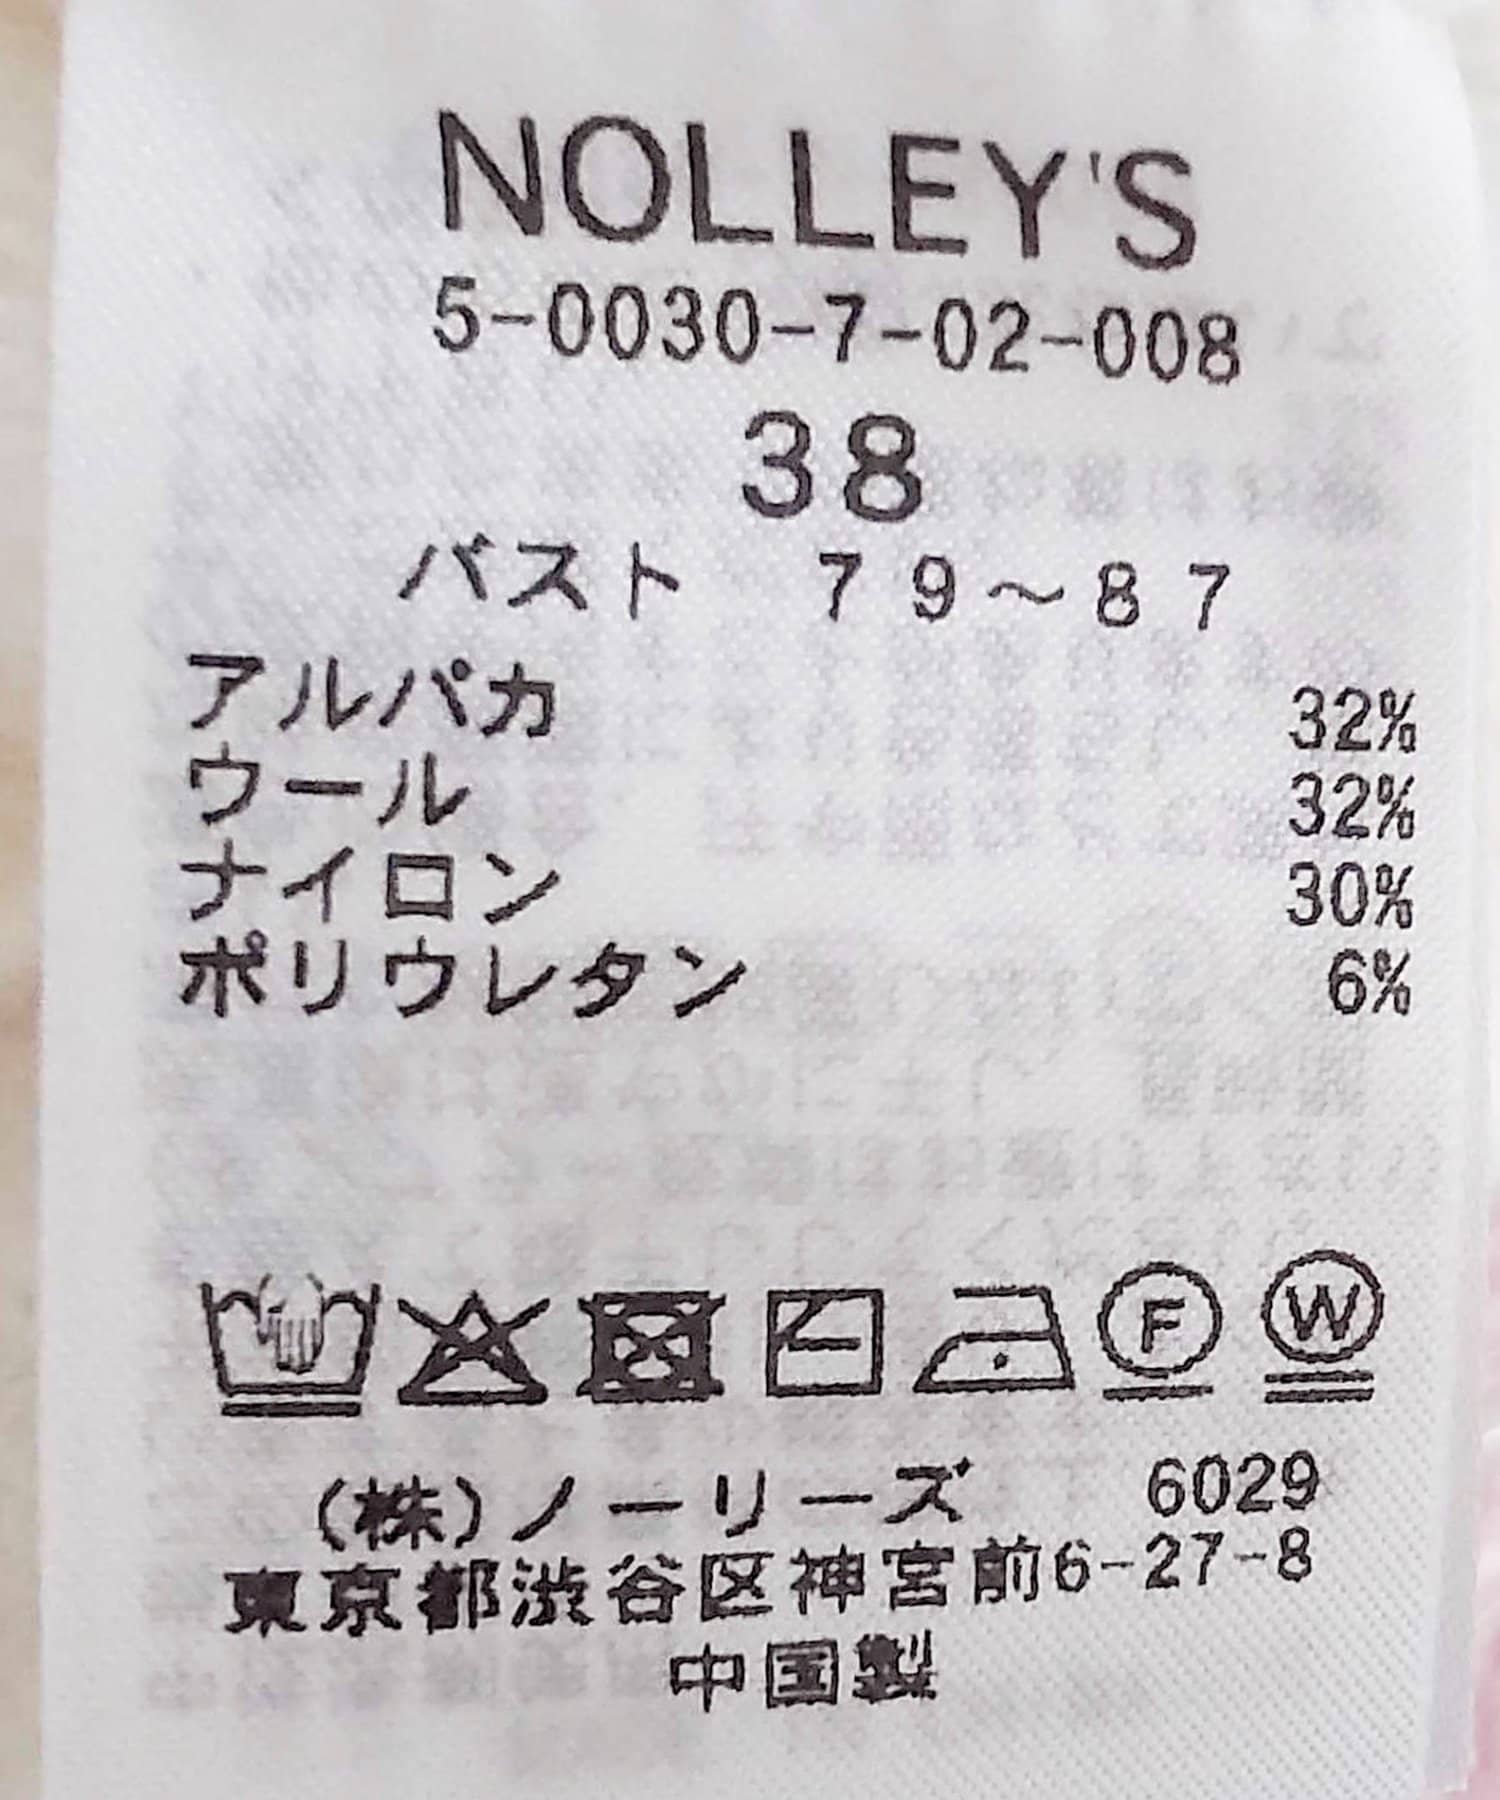 NOLLEY'S
5-0030-7-02-008
38
バスト 79～87
アルパカ 32%
ウール 32%
ナイロン 30%
ポリウレタン 6%
F W
(株)ノーリーズ 6029
東京都渋谷区神宮前6-27-8
中国製